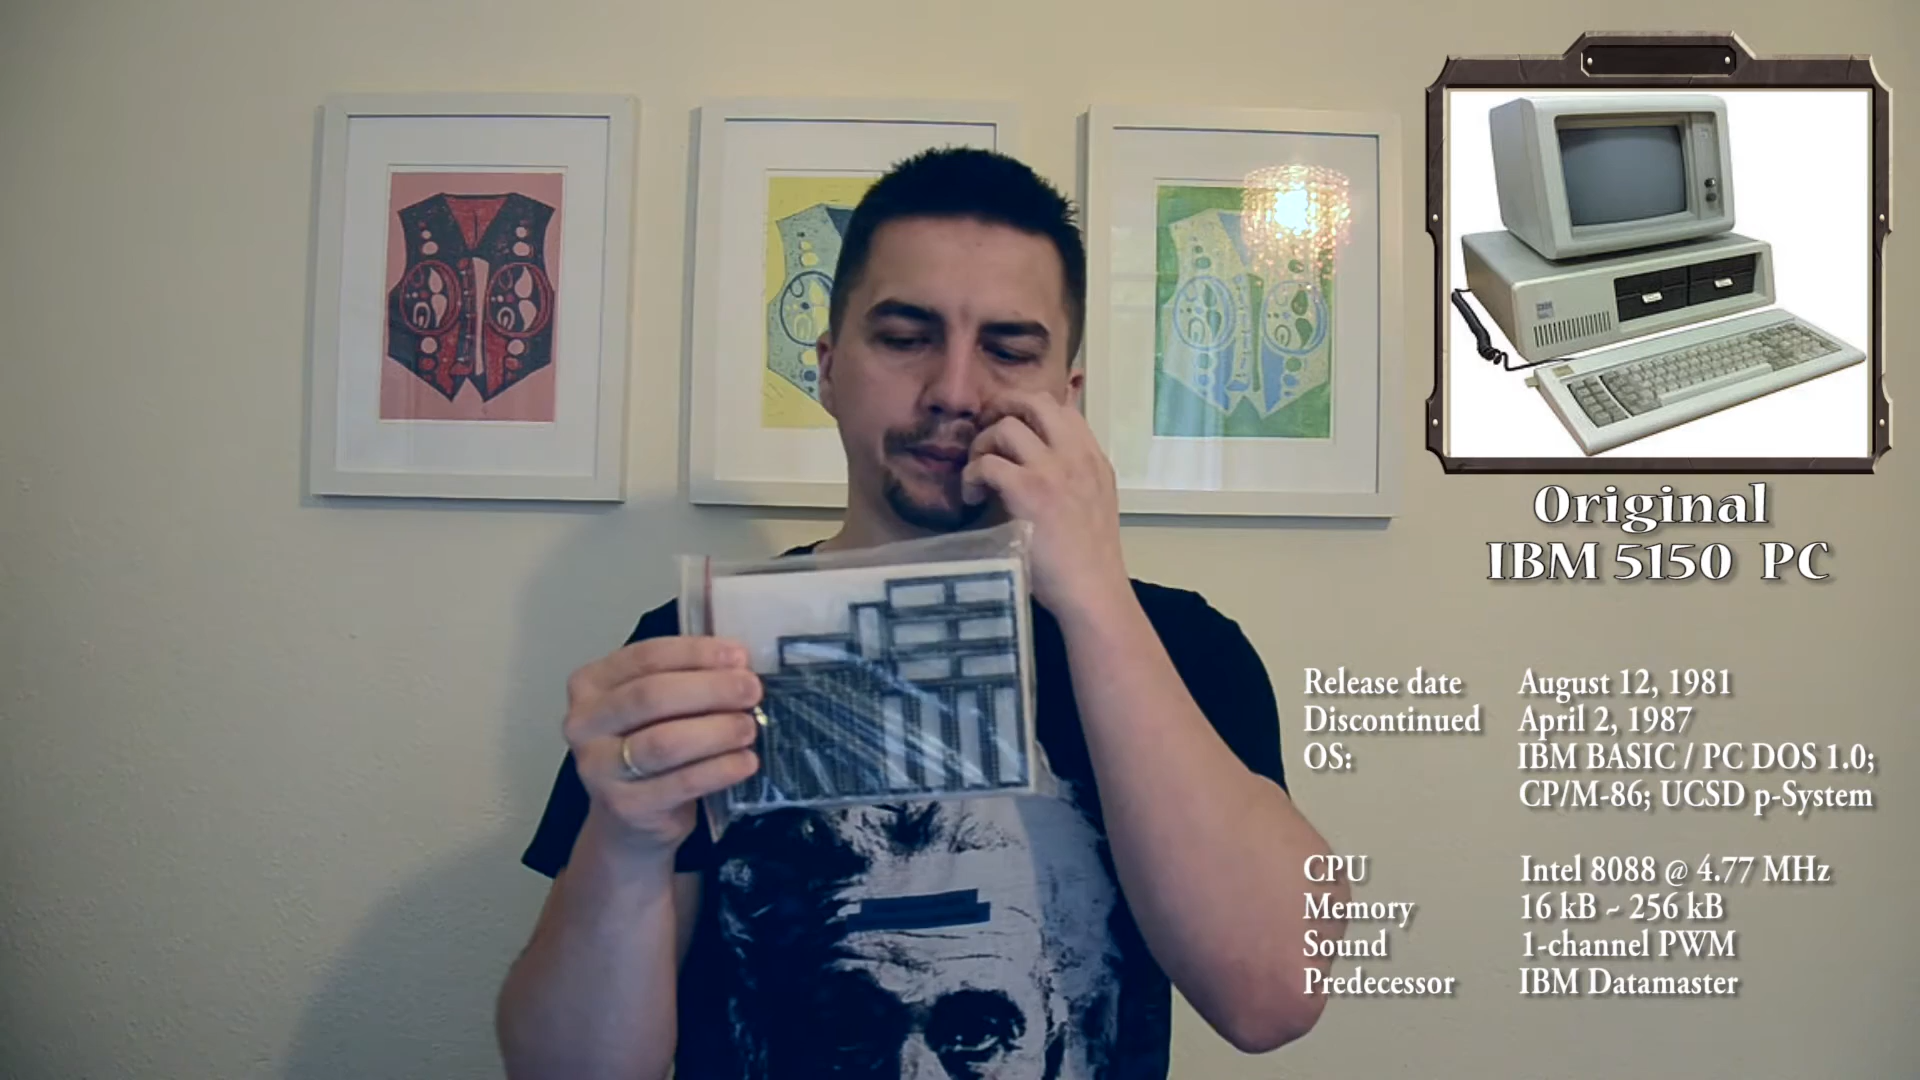 Original
IBM 5150 PC
Release date August 12, 1981
Discontinued April 2, 1987
OS: IBM BASIC / PC DOS 1.0;
CP/M-86; UCSD p-System
CPU Intel 8088 @ 4.77 MHz
Memory 16 kB ~ 256 kB
Sound 1-channel PWM
Predecessor IBM Datamaster